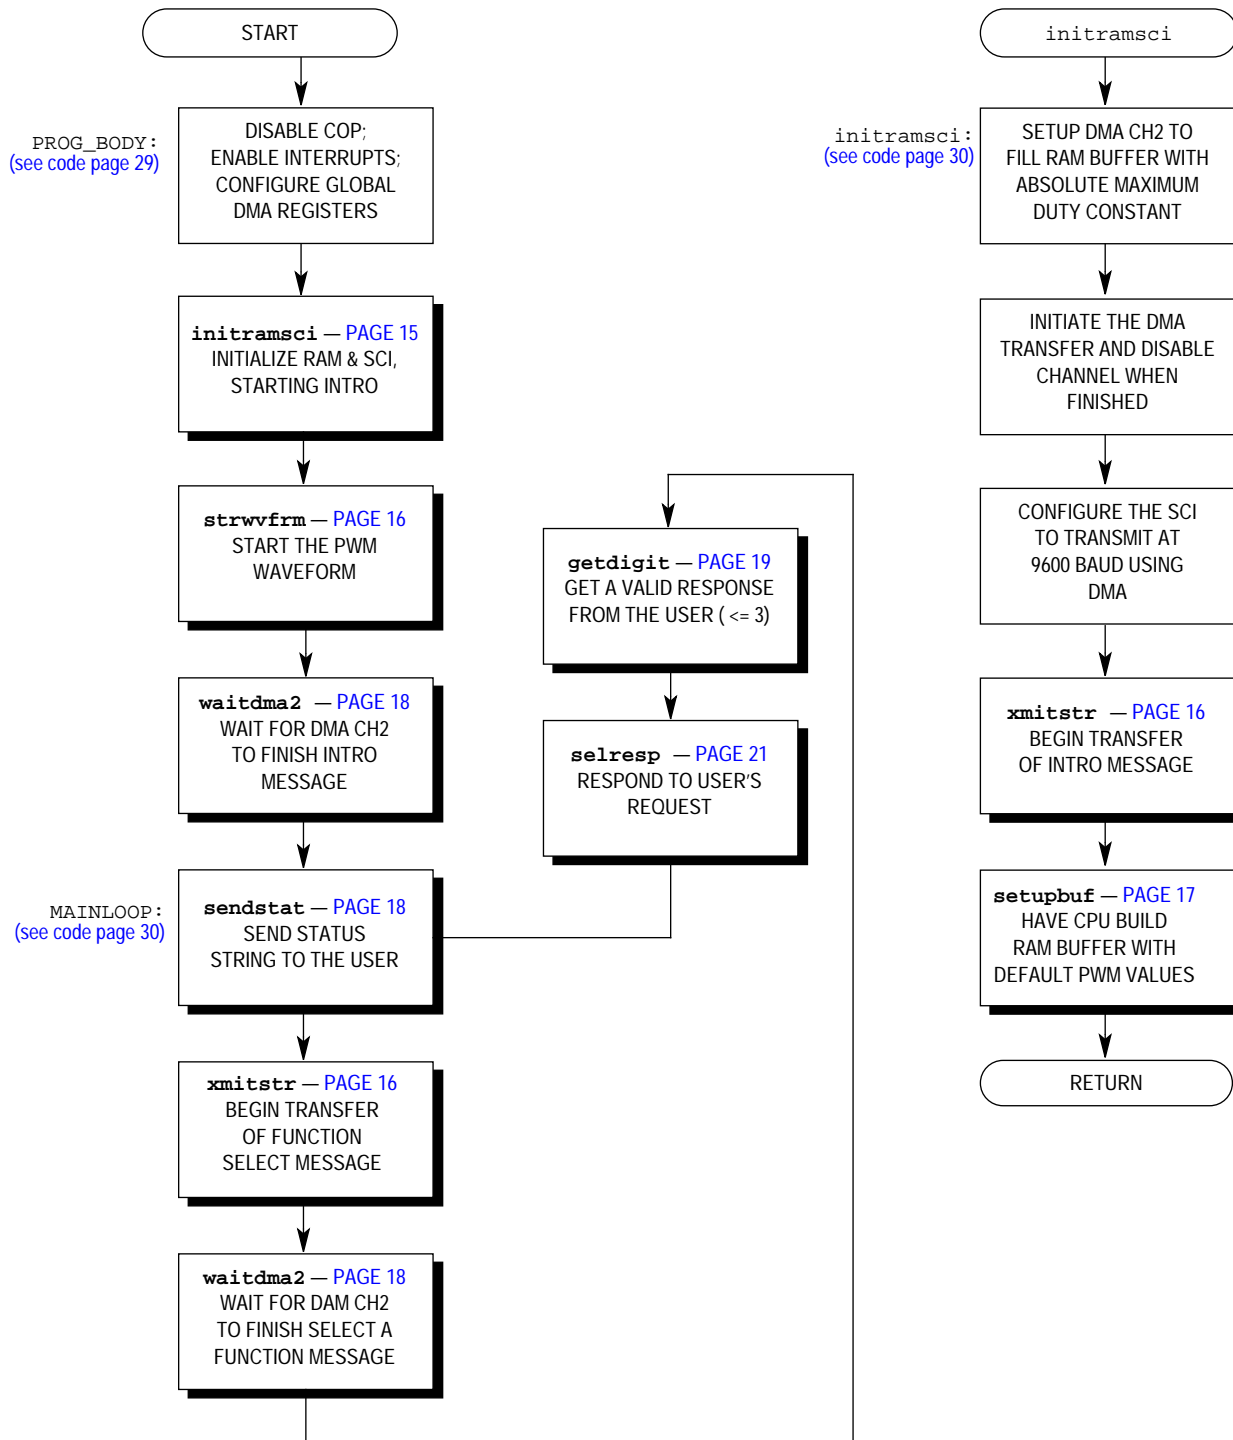 START
PROG_BODY:
(see code page 29)
DISABLE COP;
ENABLE INTERRUPTS;
CONFIGURE GLOBAL
DMA REGISTERS
initramsci — PAGE 15
INITIALIZE RAM & SCI,
STARTING INTRO
strwvfrm — PAGE 16
START THE PWM
WAVEFORM
waitdma2 — PAGE 18
WAIT FOR DMA CH2
TO FINISH INTRO
MESSAGE
MAINLOOP:
(see code page 30)
sendstat — PAGE 18
SEND STATUS
STRING TO THE USER
xmitstr — PAGE 16
BEGIN TRANSFER
OF FUNCTION
SELECT MESSAGE
waitdma2 — PAGE 18
WAIT FOR DAM CH2
TO FINISH SELECT A
FUNCTION MESSAGE
getdigit — PAGE 19
GET A VALID RESPONSE
FROM THE USER ( <= 3)
selresp — PAGE 21
RESPOND TO USER'S
REQUEST
initramsci
initramsci:
(see code page 30)
SETUP DMA CH2 TO
FILL RAM BUFFER WITH
ABSOLUTE MAXIMUM
DUTY CONSTANT
INITIATE THE DMA
TRANSFER AND DISABLE
CHANNEL WHEN
FINISHED
CONFIGURE THE SCI
TO TRANSMIT AT
9600 BAUD USING
DMA
xmitstr — PAGE 16
BEGIN TRANSFER
OF INTRO MESSAGE
setupbuf — PAGE 17
HAVE CPU BUILD
RAM BUFFER WITH
DEFAULT PWM VALUES
RETURN